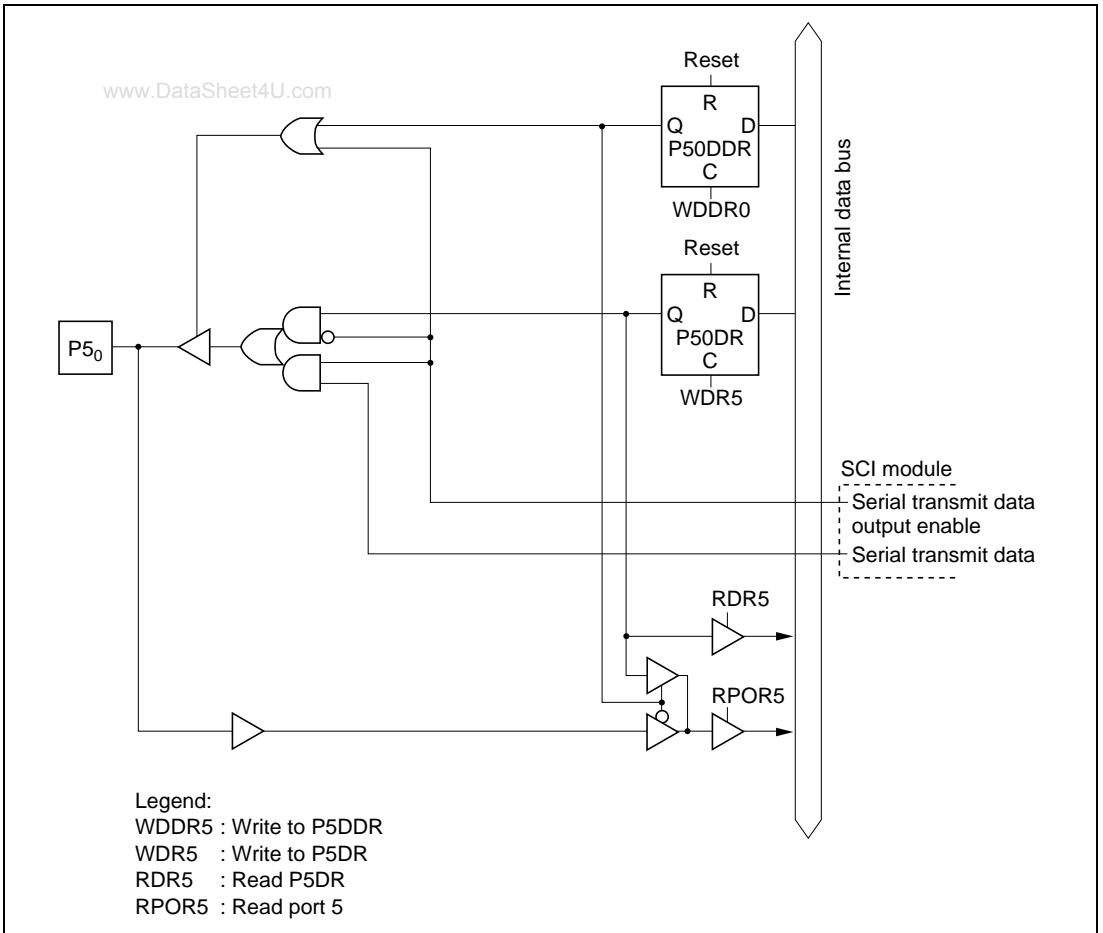 www.DataSheet4U.com
Reset
R
Q D
P50DDR
C
WDDR0
Reset
R
Q D
P50DR
C
WDR5
Internal data bus
P5₀
SCI module
Serial transmit data
output enable
Serial transmit data
RDR5
RPOR5
Legend:
WDDR5 : Write to P5DDR
WDR5 : Write to P5DR
RDR5 : Read P5DR
RPOR5 : Read port 5